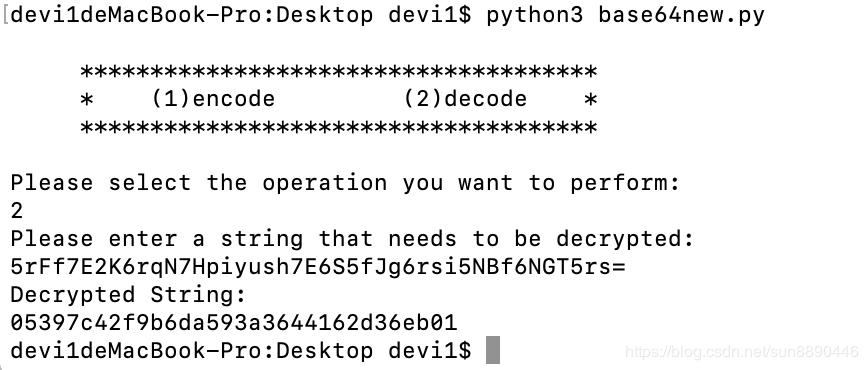 [devi1deMacBook-Pro:Desktop devi1$ python3 base64new.py
*************************************
* (1)encode (2)decode *
*************************************
Please select the operation you want to perform:
2
Please enter a string that needs to be decrypted:
5rFf7E2K6rqN7Hpiyush7E6S5fJg6rsi5NBf6NGT5rs=
Decrypted String:
05397c42f9b6da593a3644162d36eb01
devi1deMacBook-Pro:Desktop devi1$
https://blog.csdn.net/sun8890446